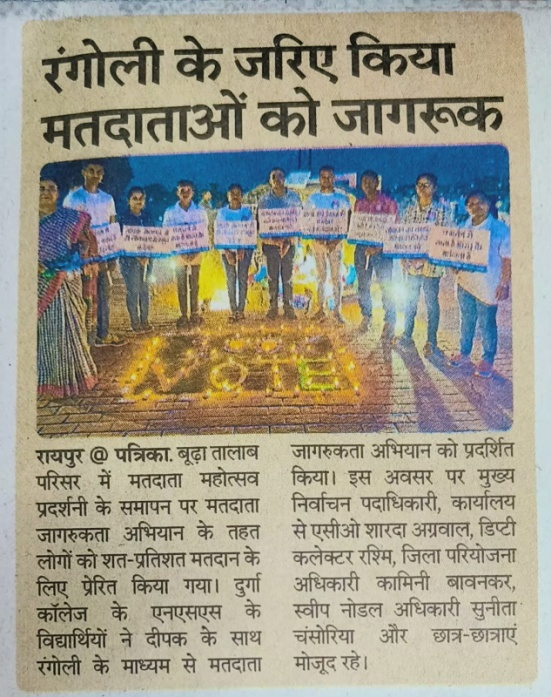 रंगोली के जरिए किया
मतदाताओं को जागरूक
VOTE
रायपुर @ पत्रिका. बूढ़ा तालाब
परिसर में मतदाता महोत्सव
प्रदर्शनी के समापन पर मतदाता
जागरुकता अभियान के तहत
लोगों को शत-प्रतिशत मतदान के
लिए प्रेरित किया गया। दुर्गा
कॉलेज के एनएसएस के
विद्यार्थियों ने दीपक के साथ
रंगोली के माध्यम से मतदाता
जागरुकता अभियान को प्रदर्शित
किया। इस अवसर पर मुख्य
निर्वाचन पदाधिकारी, कार्यालय
से एसीओ शारदा अग्रवाल, डिप्टी
कलेक्टर रश्मि, जिला परियोजना
अधिकारी कामिनी बावनकर,
स्वीप नोडल अधिकारी सुनीता
चंसोरिया और छात्र-छात्राएं
मोजूद रहे।